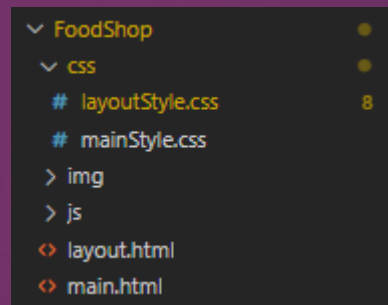 FoodShop
css
# layoutStyle.css 8
# mainStyle.css
img
js
<> layout.html
<> main.html